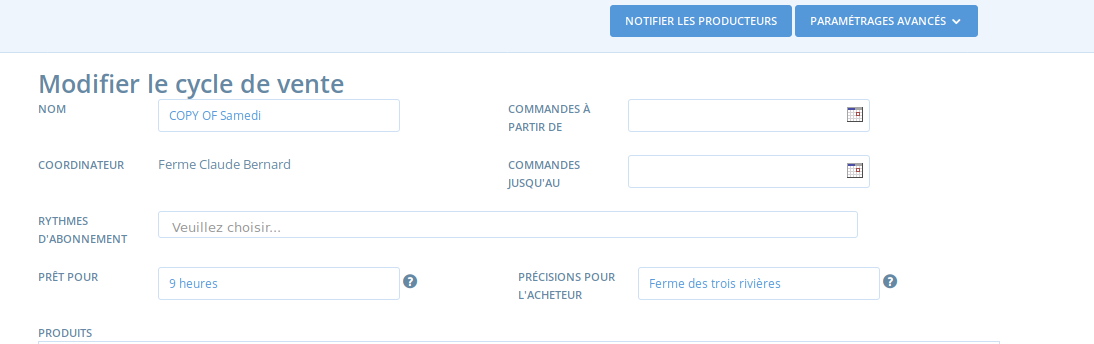 NOTIFIER LES PRODUCTEURS
PARAMÉTRAGES AVANCÉS
Modifier le cycle de vente
NOM
COPY OF Samedi
COMMANDES À
PARTIR DE
COORDINATEUR
Ferme Claude Bernard
COMMANDES
JUSQU'AU
RYTHMES
D'ABONNEMENT
Veuillez choisir...
PRÊT POUR
9 heures
?
PRÉCISIONS POUR
L'ACHETEUR
Ferme des trois rivières
?
PRODUITS